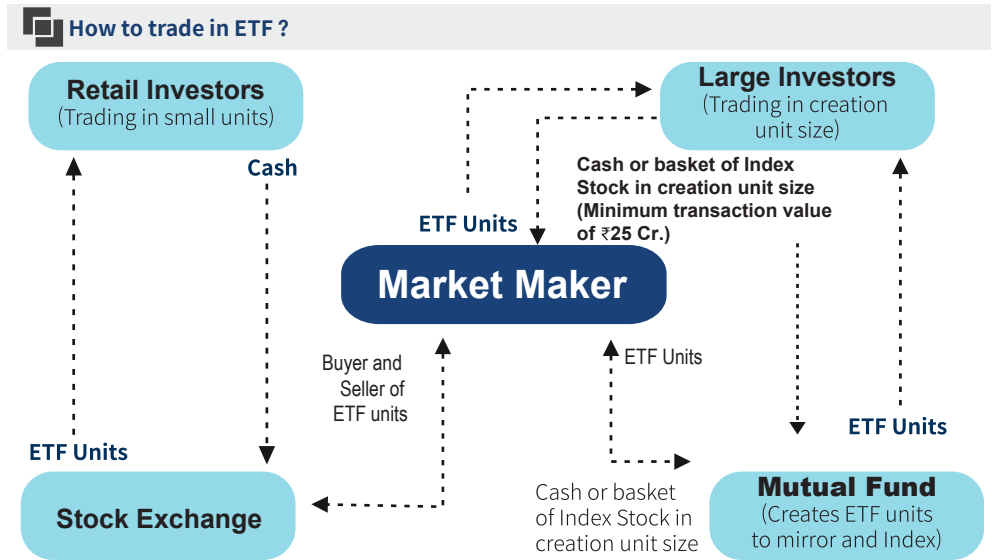 How to trade in ETF ?
Retail Investors
(Trading in small units)
Large Investors
(Trading in creation
unit size)
Cash
Cash or basket of Index
Stock in creation unit size
(Minimum transaction value
of ₹25 Cr.)
ETF Units
Market Maker
Buyer and
Seller of
ETF units
ETF Units
ETF Units
ETF Units
Stock Exchange
Cash or basket
of Index Stock in
creation unit size
Mutual Fund
(Creates ETF units
to mirror and Index)